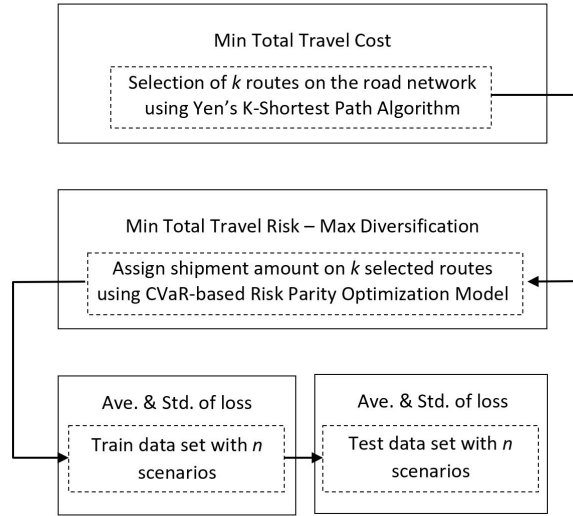 Min Total Travel Cost
Selection of k routes on the road network
using Yen's K-Shortest Path Algorithm
Min Total Travel Risk – Max Diversification
Assign shipment amount on k selected routes
using CVaR-based Risk Parity Optimization Model
Ave. & Std. of loss
Train data set with n
scenarios
Ave. & Std. of loss
Test data set with n
scenarios